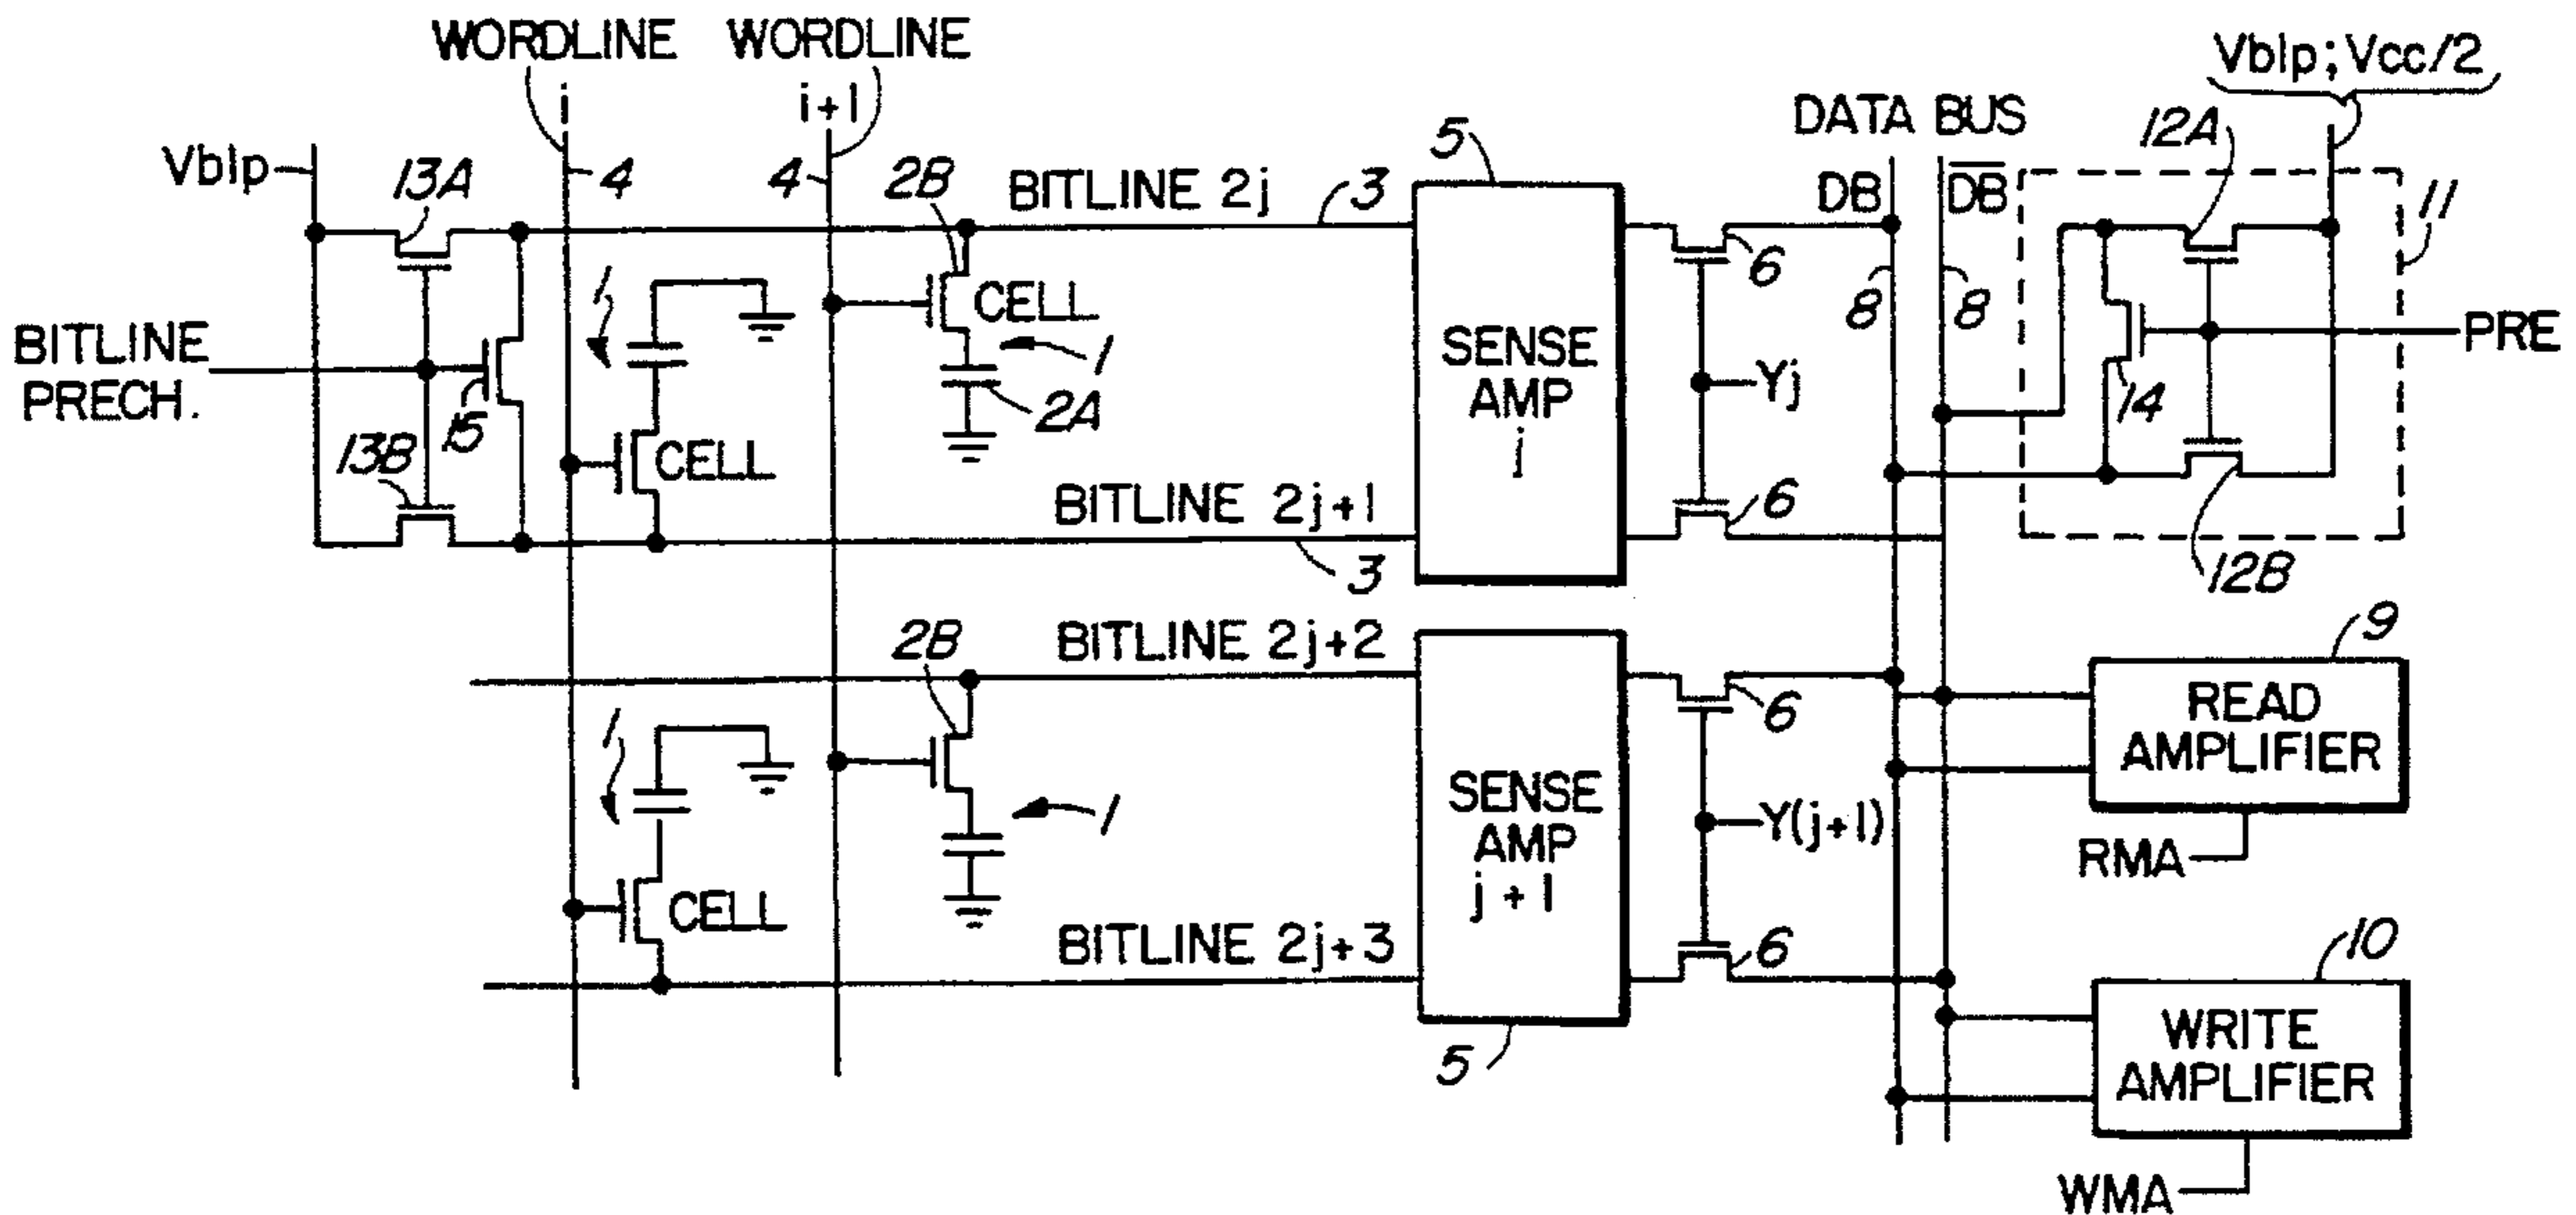 WORDLINE WORDLINE
i i+1
Vblp; Vcc/2
DATA BUS
DB D̅B̅
Vblp
13A
4
4
2B
BITLINE 2j
3
5
12A
11
6
8
8
1
CELL
1
2A
SENSE
AMP
j
Yj
PRE
14
BITLINE
PRECH.
15
13B
CELL
BITLINE 2j+1
3
6
12B
2B
BITLINE 2j+2
9
READ
AMPLIFIER
RMA
1
1
6
SENSE
AMP
j+1
Y(j+1)
CELL
BITLINE 2j+3
6
5
10
WRITE
AMPLIFIER
WMA